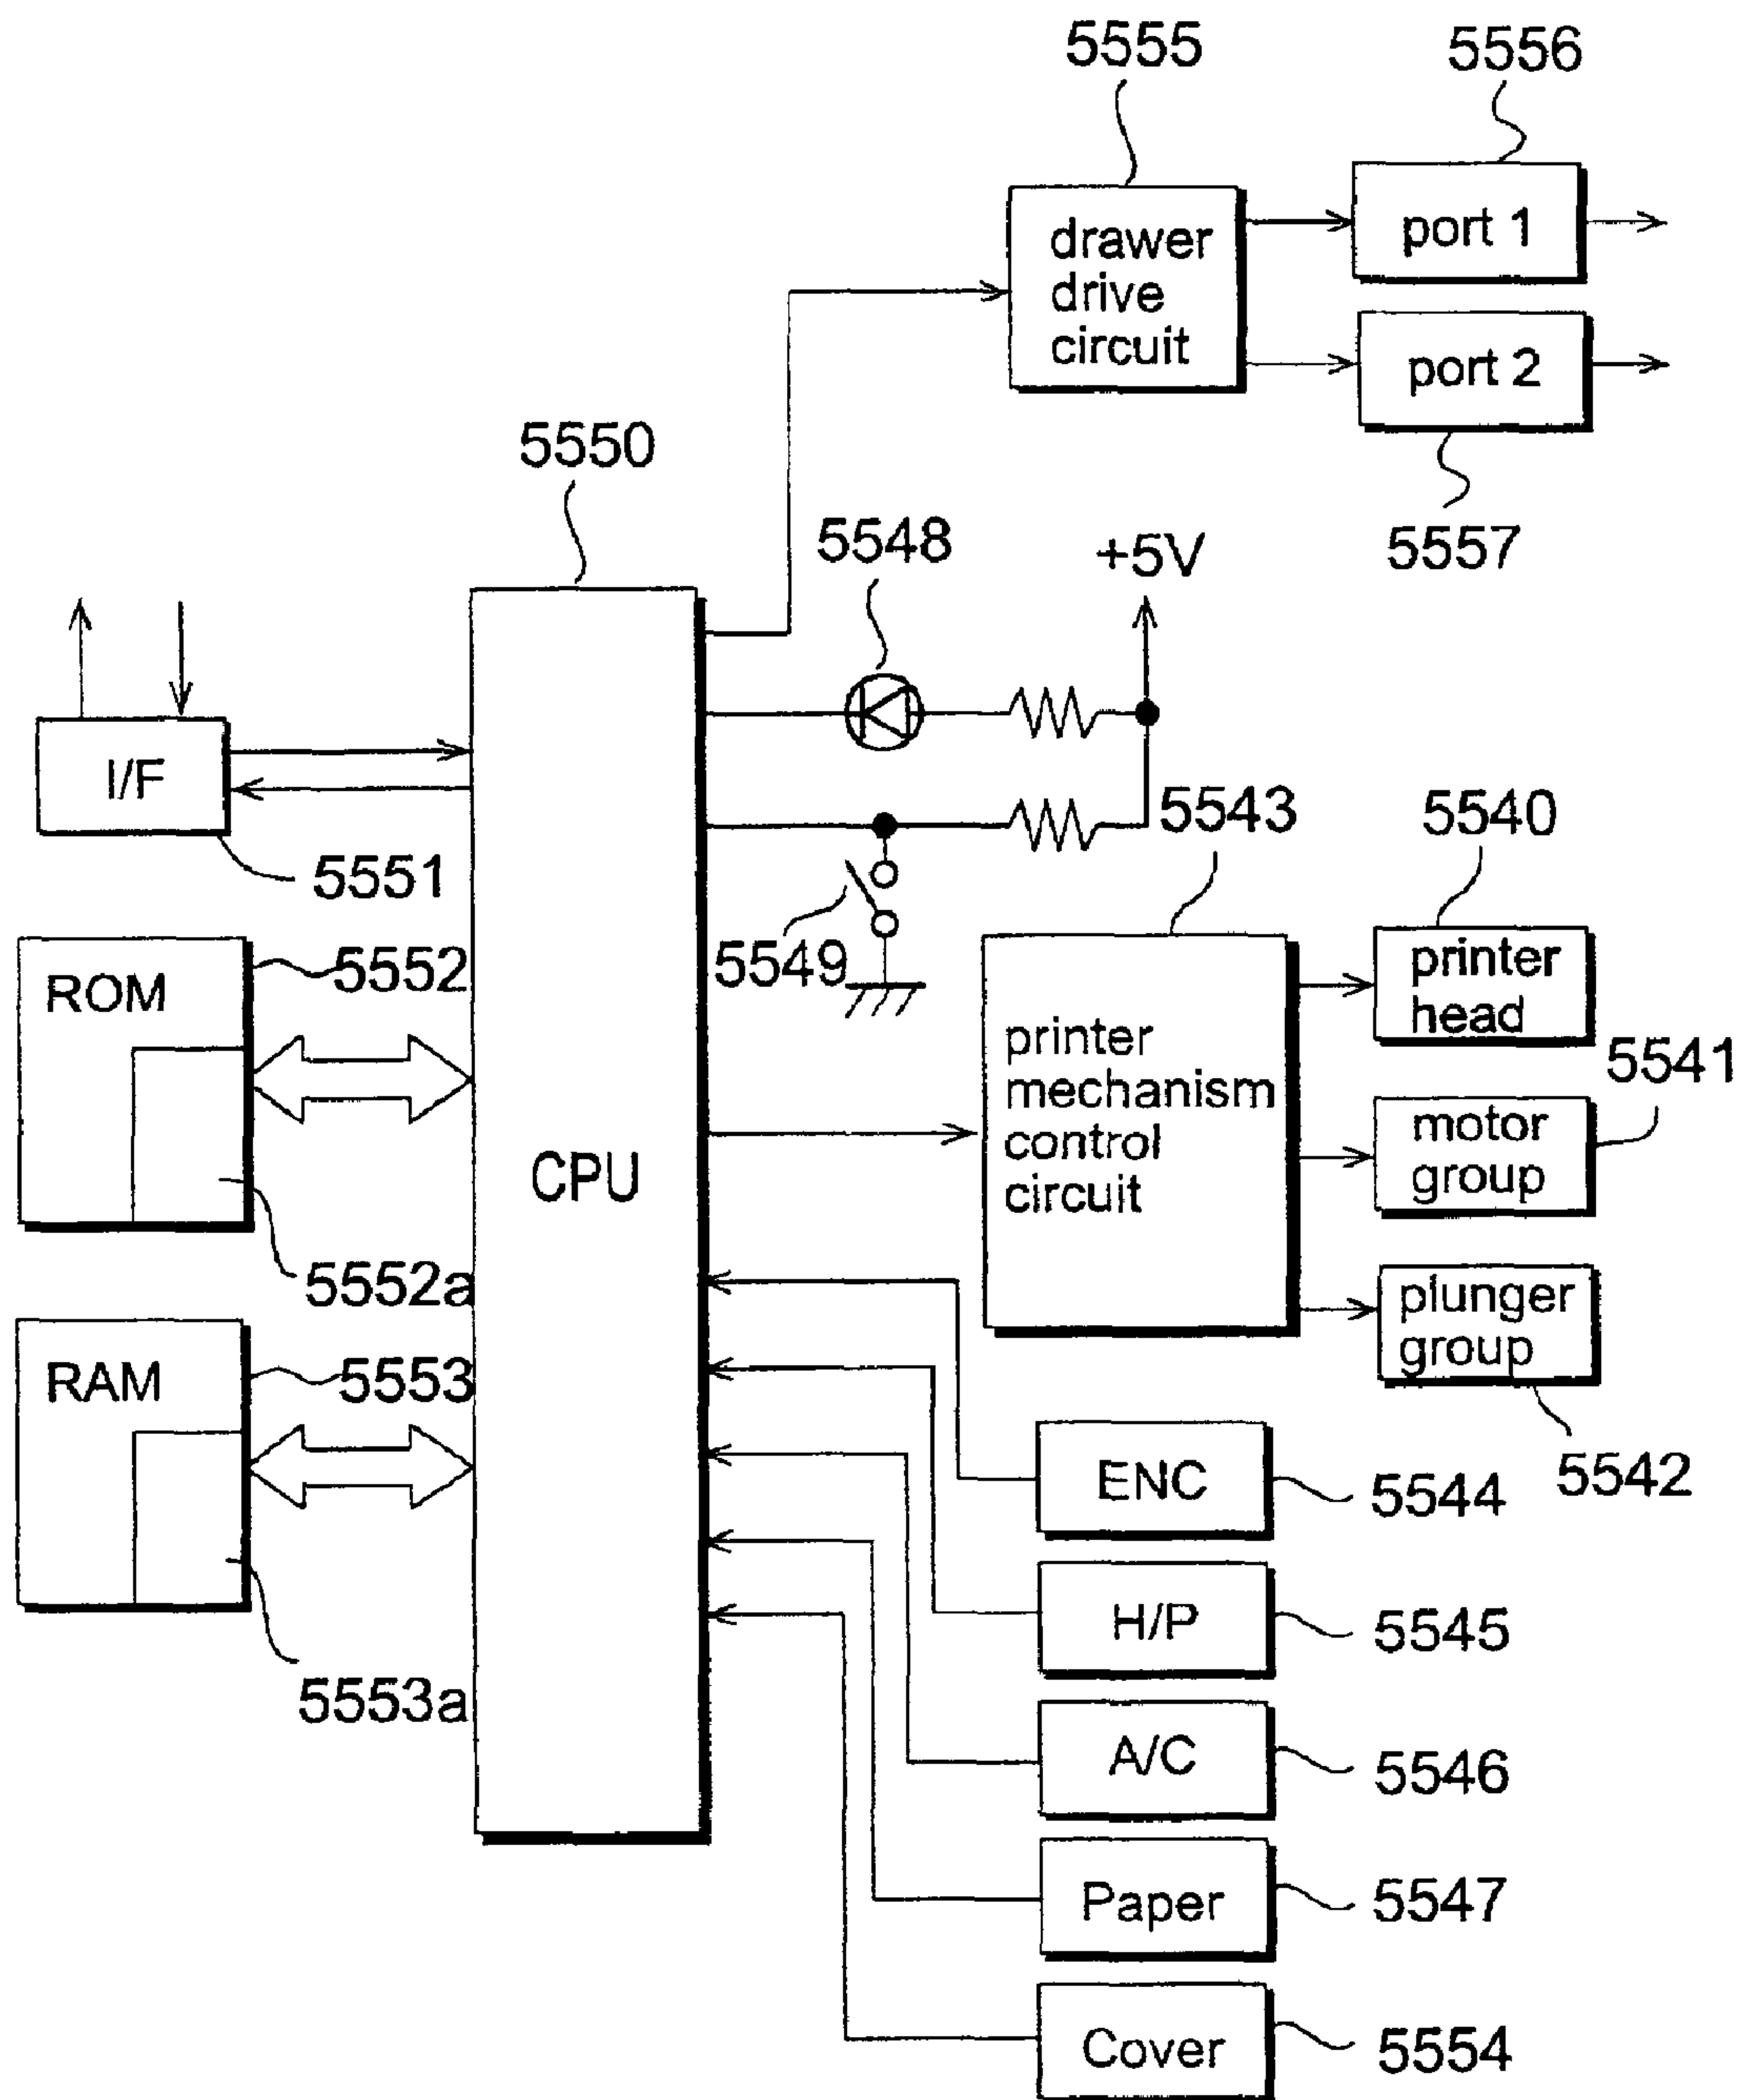 5555
5556
drawer
drive
circuit
port 1
port 2
5557
5550
5548
+5V
I/F
5551
5549
5543
5540
printer
head
5541
ROM
5552
5552a
CPU
printer
mechanism
control
circuit
motor
group
plunger
group
5542
RAM
5553
5553a
ENC
5544
H/P
5545
A/C
5546
Paper
5547
Cover
5554